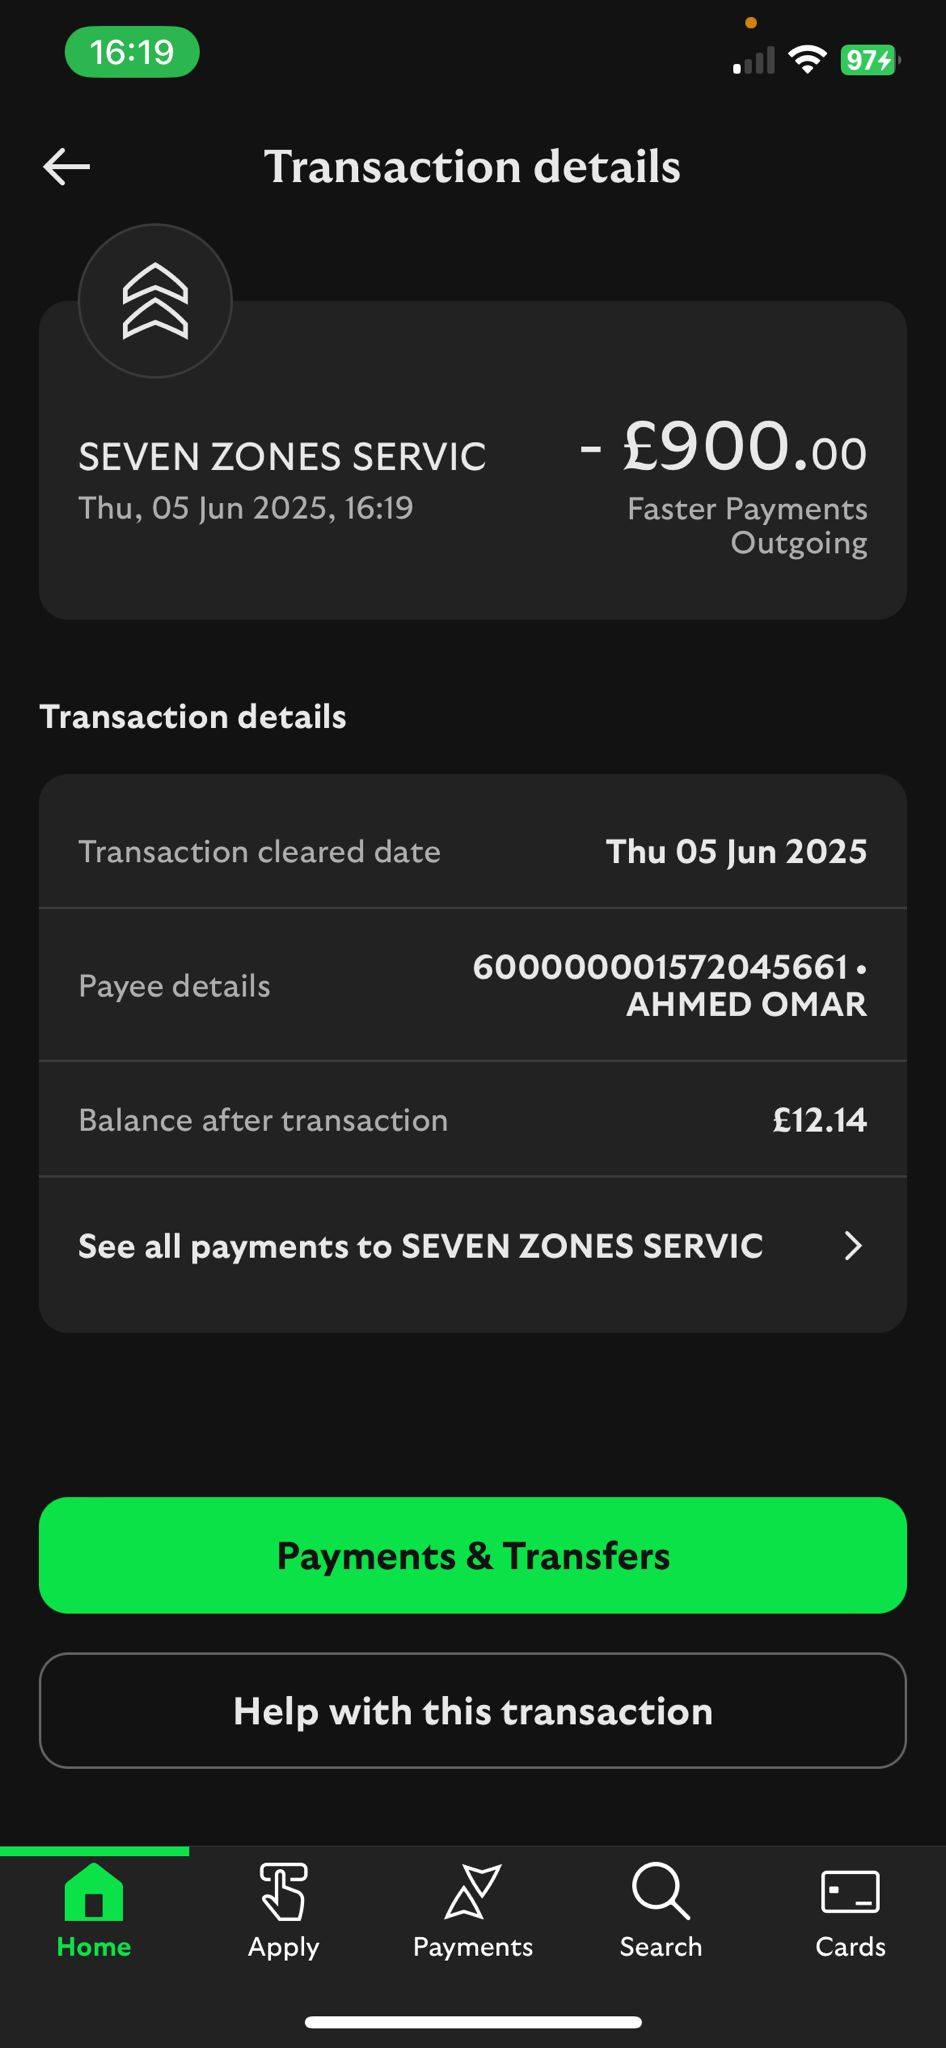 16:19
97
Transaction details
SEVEN ZONES SERVIC
- £900.00
Thu, 05 Jun 2025, 16:19
Faster Payments
Outgoing
Transaction details
Transaction cleared date
Thu 05 Jun 2025
Payee details
600000001572045661 •
AHMED OMAR
Balance after transaction
£12.14
See all payments to SEVEN ZONES SERVIC
Payments & Transfers
Help with this transaction
Home
Apply
Payments
Search
Cards